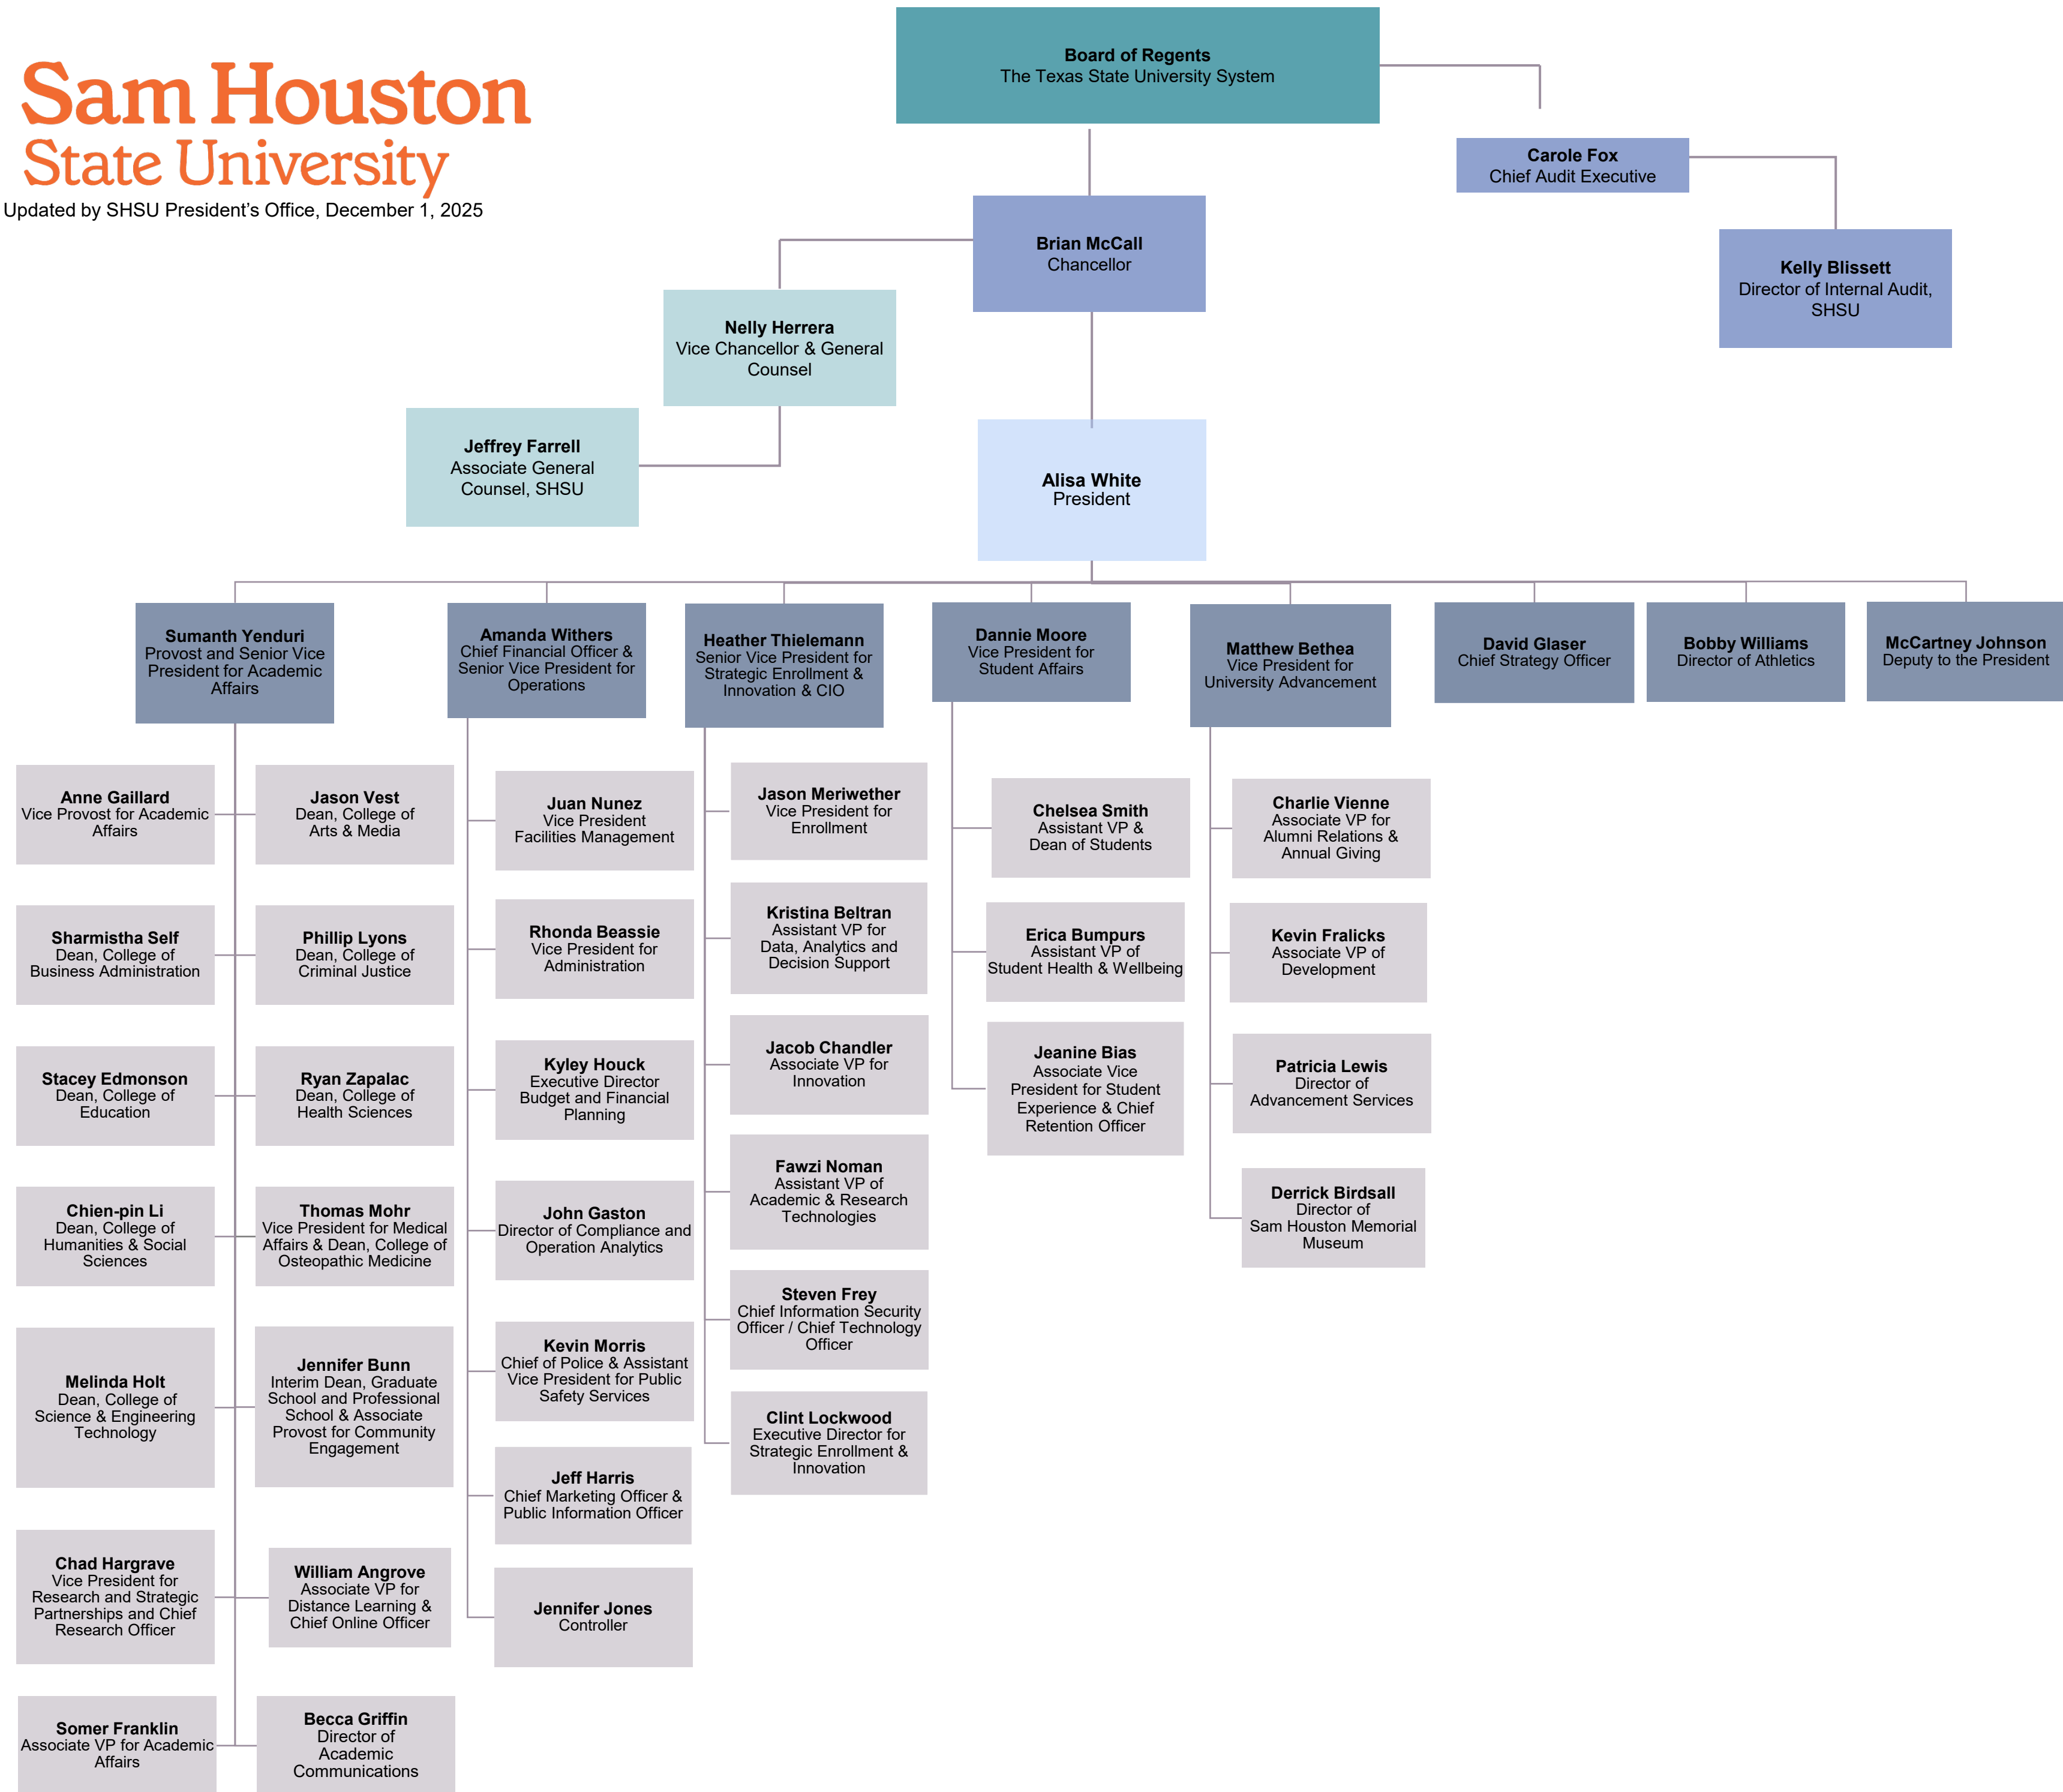 Sam Houston
State University
Updated by SHSU President’s Office, December 1, 2025
Board of Regents
The Texas State University System
Carole Fox
Chief Audit Executive
Kelly Blissett
Director of Internal Audit,
SHSU
Brian McCall
Chancellor
Nelly Herrera
Vice Chancellor & General
Counsel
Jeffrey Farrell
Associate General
Counsel, SHSU
Alisa White
President
Sumanth Yenduri
Provost and Senior Vice
President for Academic
Affairs
Amanda Withers
Chief Financial Officer &
Senior Vice President for
Operations
Heather Thielemann
Senior Vice President for
Strategic Enrollment &
Innovation & CIO
Dannie Moore
Vice President for
Student Affairs
Matthew Bethea
Vice President for
University Advancement
David Glaser
Chief Strategy Officer
Bobby Williams
Director of Athletics
McCartney Johnson
Deputy to the President
Anne Gaillard
Vice Provost for Academic
Affairs
Jason Vest
Dean, College of
Arts & Media
Sharmistha Self
Dean, College of
Business Administration
Phillip Lyons
Dean, College of
Criminal Justice
Stacey Edmonson
Dean, College of
Education
Ryan Zapalac
Dean, College of
Health Sciences
Chien-pin Li
Dean, College of
Humanities & Social
Sciences
Thomas Mohr
Vice President for Medical
Affairs & Dean, College of
Osteopathic Medicine
Melinda Holt
Dean, College of
Science & Engineering
Technology
Jennifer Bunn
Interim Dean, Graduate
School and Professional
School & Associate
Provost for Community
Engagement
Chad Hargrave
Vice President for
Research and Strategic
Partnerships and Chief
Research Officer
William Angrove
Associate VP for
Distance Learning &
Chief Online Officer
Somer Franklin
Associate VP for Academic
Affairs
Becca Griffin
Director of
Academic
Communications
Juan Nunez
Vice President
Facilities Management
Rhonda Beassie
Vice President for
Administration
Kyley Houck
Executive Director
Budget and Financial
Planning
John Gaston
Director of Compliance and
Operation Analytics
Kevin Morris
Chief of Police & Assistant
Vice President for Public
Safety Services
Jeff Harris
Chief Marketing Officer &
Public Information Officer
Jennifer Jones
Controller
Jason Meriwether
Vice President for
Enrollment
Kristina Beltran
Assistant VP for
Data, Analytics and
Decision Support
Jacob Chandler
Associate VP for
Innovation
Fawzi Noman
Assistant VP of
Academic & Research
Technologies
Steven Frey
Chief Information Security
Officer / Chief Technology
Officer
Clint Lockwood
Executive Director for
Strategic Enrollment &
Innovation
Chelsea Smith
Assistant VP &
Dean of Students
Erica Bumpurs
Assistant VP of
Student Health & Wellbeing
Jeanine Bias
Associate Vice
President for Student
Experience & Chief
Retention Officer
Charlie Vienne
Associate VP for
Alumni Relations &
Annual Giving
Kevin Fralicks
Associate VP of
Development
Patricia Lewis
Director of
Advancement Services
Derrick Birdsall
Director of
Sam Houston Memorial
Museum